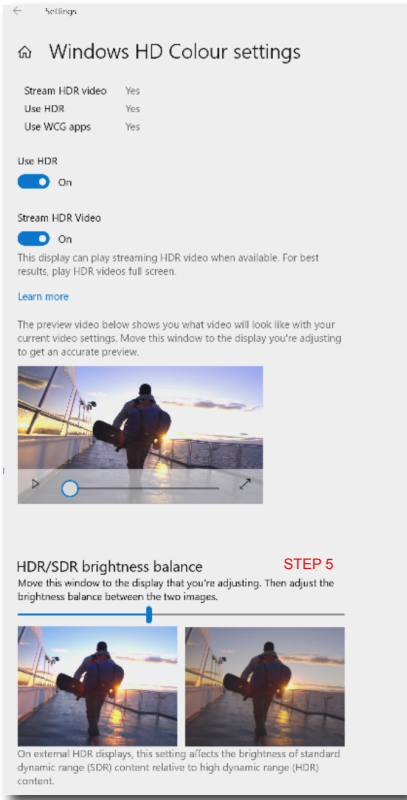 Settings
Windows HD Colour settings
Stream HDR video Yes
Use HDR Yes
Use WCG apps Yes
Use HDR
On
Stream HDR Video
On
This display can play streaming HDR video when available. For best
results, play HDR videos full screen.
Learn more
The preview video below shows you what video will look like with your
current video settings. Move this window to the display you're adjusting
to get an accurate preview.
HDR/SDR brightness balance STEP 5
Move this window to the display that you're adjusting. Then adjust the
brightness balance between the two images.
On external HDR displays, this setting affects the brightness of standard
dynamic range (SDR) content relative to high dynamic range (HDR)
content.